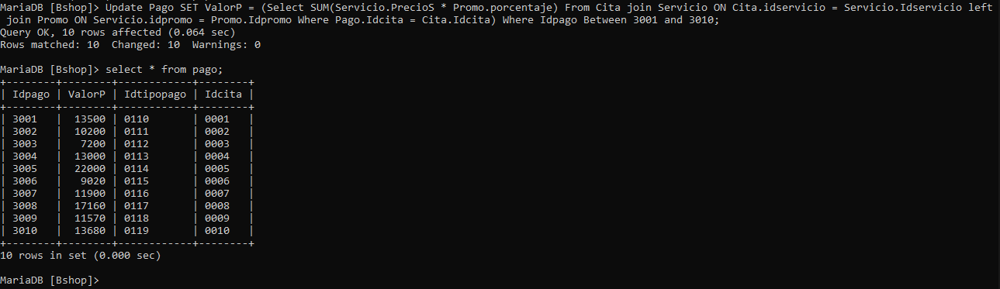 MariaDB [Bshop]> Update Pago SET ValorP = (Select SUM(Servicio.PrecioS * Promo.porcentaje) From Cita join Servicio ON Cita.idservicio = Servicio.Idservicio left
 join Promo ON Servicio.idpromo = Promo.Idpromo Where Pago.Idcita = Cita.Idcita) Where Idpago Between 3001 and 3010;
Query OK, 10 rows affected (0.064 sec)
Rows matched: 10  Changed: 10  Warnings: 0

MariaDB [Bshop]> select * from pago;
+--------+--------+------------+--------+
| Idpago | ValorP | Idtipopago | Idcita |
+--------+--------+------------+--------+
| 3001   |  13500 | 0110       | 0001   |
| 3002   |  10200 | 0111       | 0002   |
| 3003   |   7200 | 0112       | 0003   |
| 3004   |  13000 | 0113       | 0004   |
| 3005   |  22000 | 0114       | 0005   |
| 3006   |   9020 | 0115       | 0006   |
| 3007   |  11900 | 0116       | 0007   |
| 3008   |  17160 | 0117       | 0008   |
| 3009   |  11570 | 0118       | 0009   |
| 3010   |  13680 | 0119       | 0010   |
+--------+--------+------------+--------+
10 rows in set (0.000 sec)

MariaDB [Bshop]>